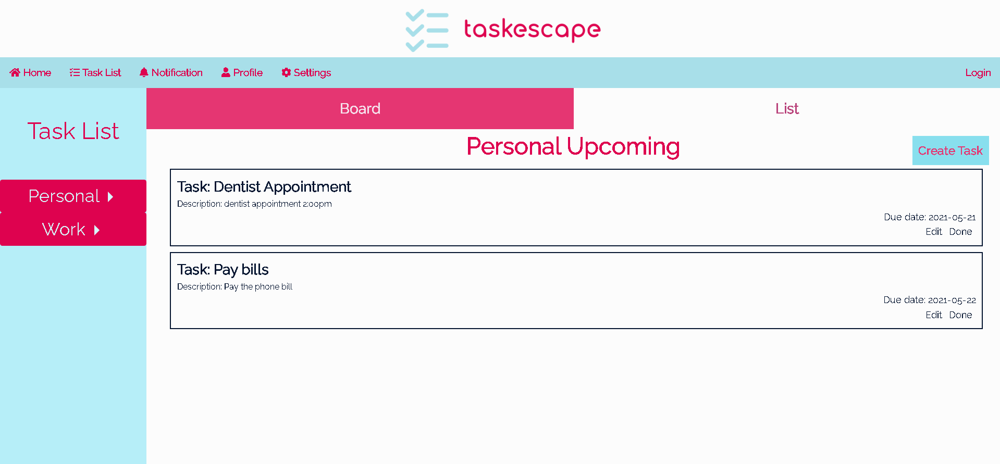 taskescape
Home Task List Notification Profile Settings Login
Task List
Personal
Work
Board List
Personal Upcoming
Create Task
Task: Dentist Appointment
Description: dentist appointment 2:00pm
Due date: 2021-05-21
Edit Done
Task: Pay bills
Description: Pay the phone bill
Due date: 2021-05-22
Edit Done